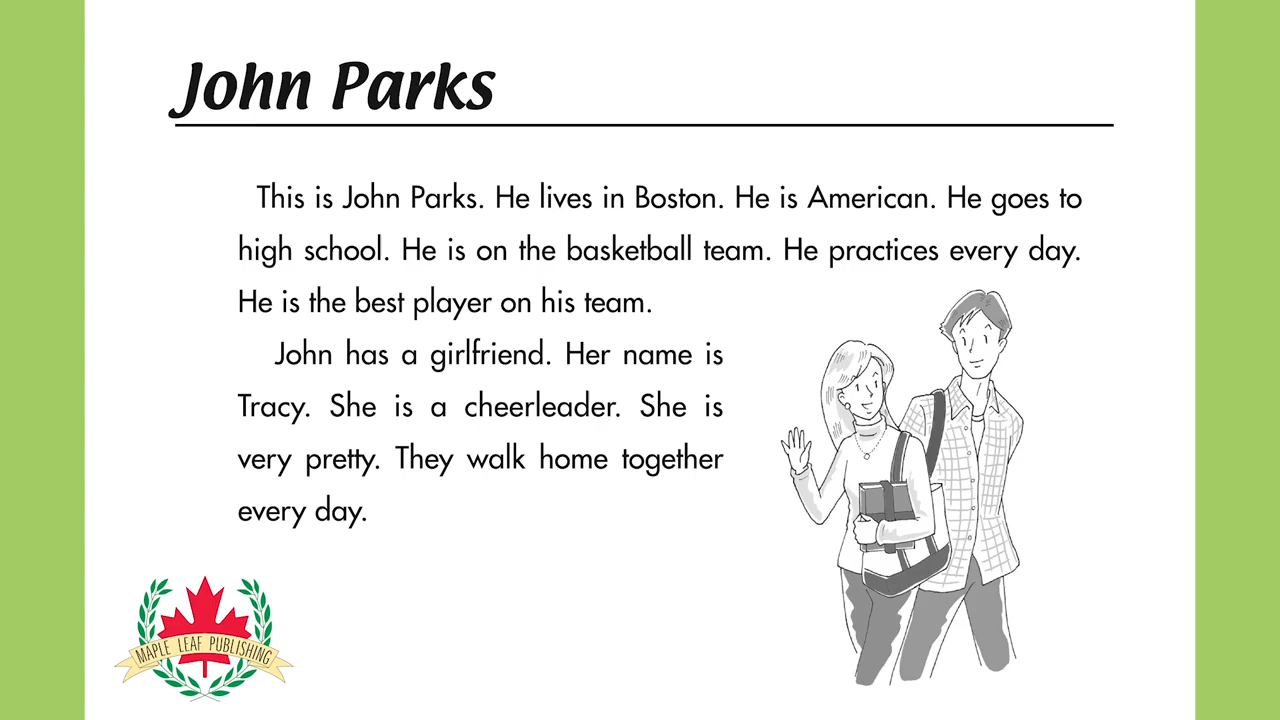 John Parks
This is John Parks. He lives in Boston. He is American. He goes to
high school. He is on the basketball team. He practices every day.
He is the best player on his team.
John has a girlfriend. Her name is
Tracy. She is a cheerleader. She is
very pretty. They walk home together
every day.
MAPLE LEAF PUBLISHING